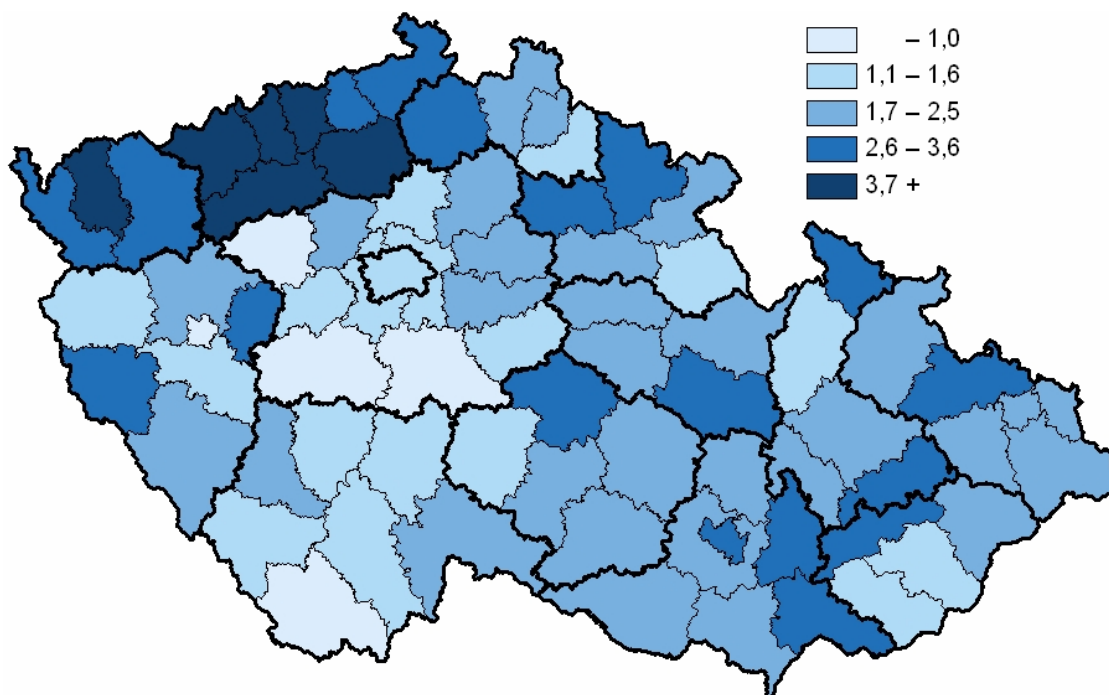 – 1,0
1,1 – 1,6
1,7 – 2,5
2,6 – 3,6
3,7 +